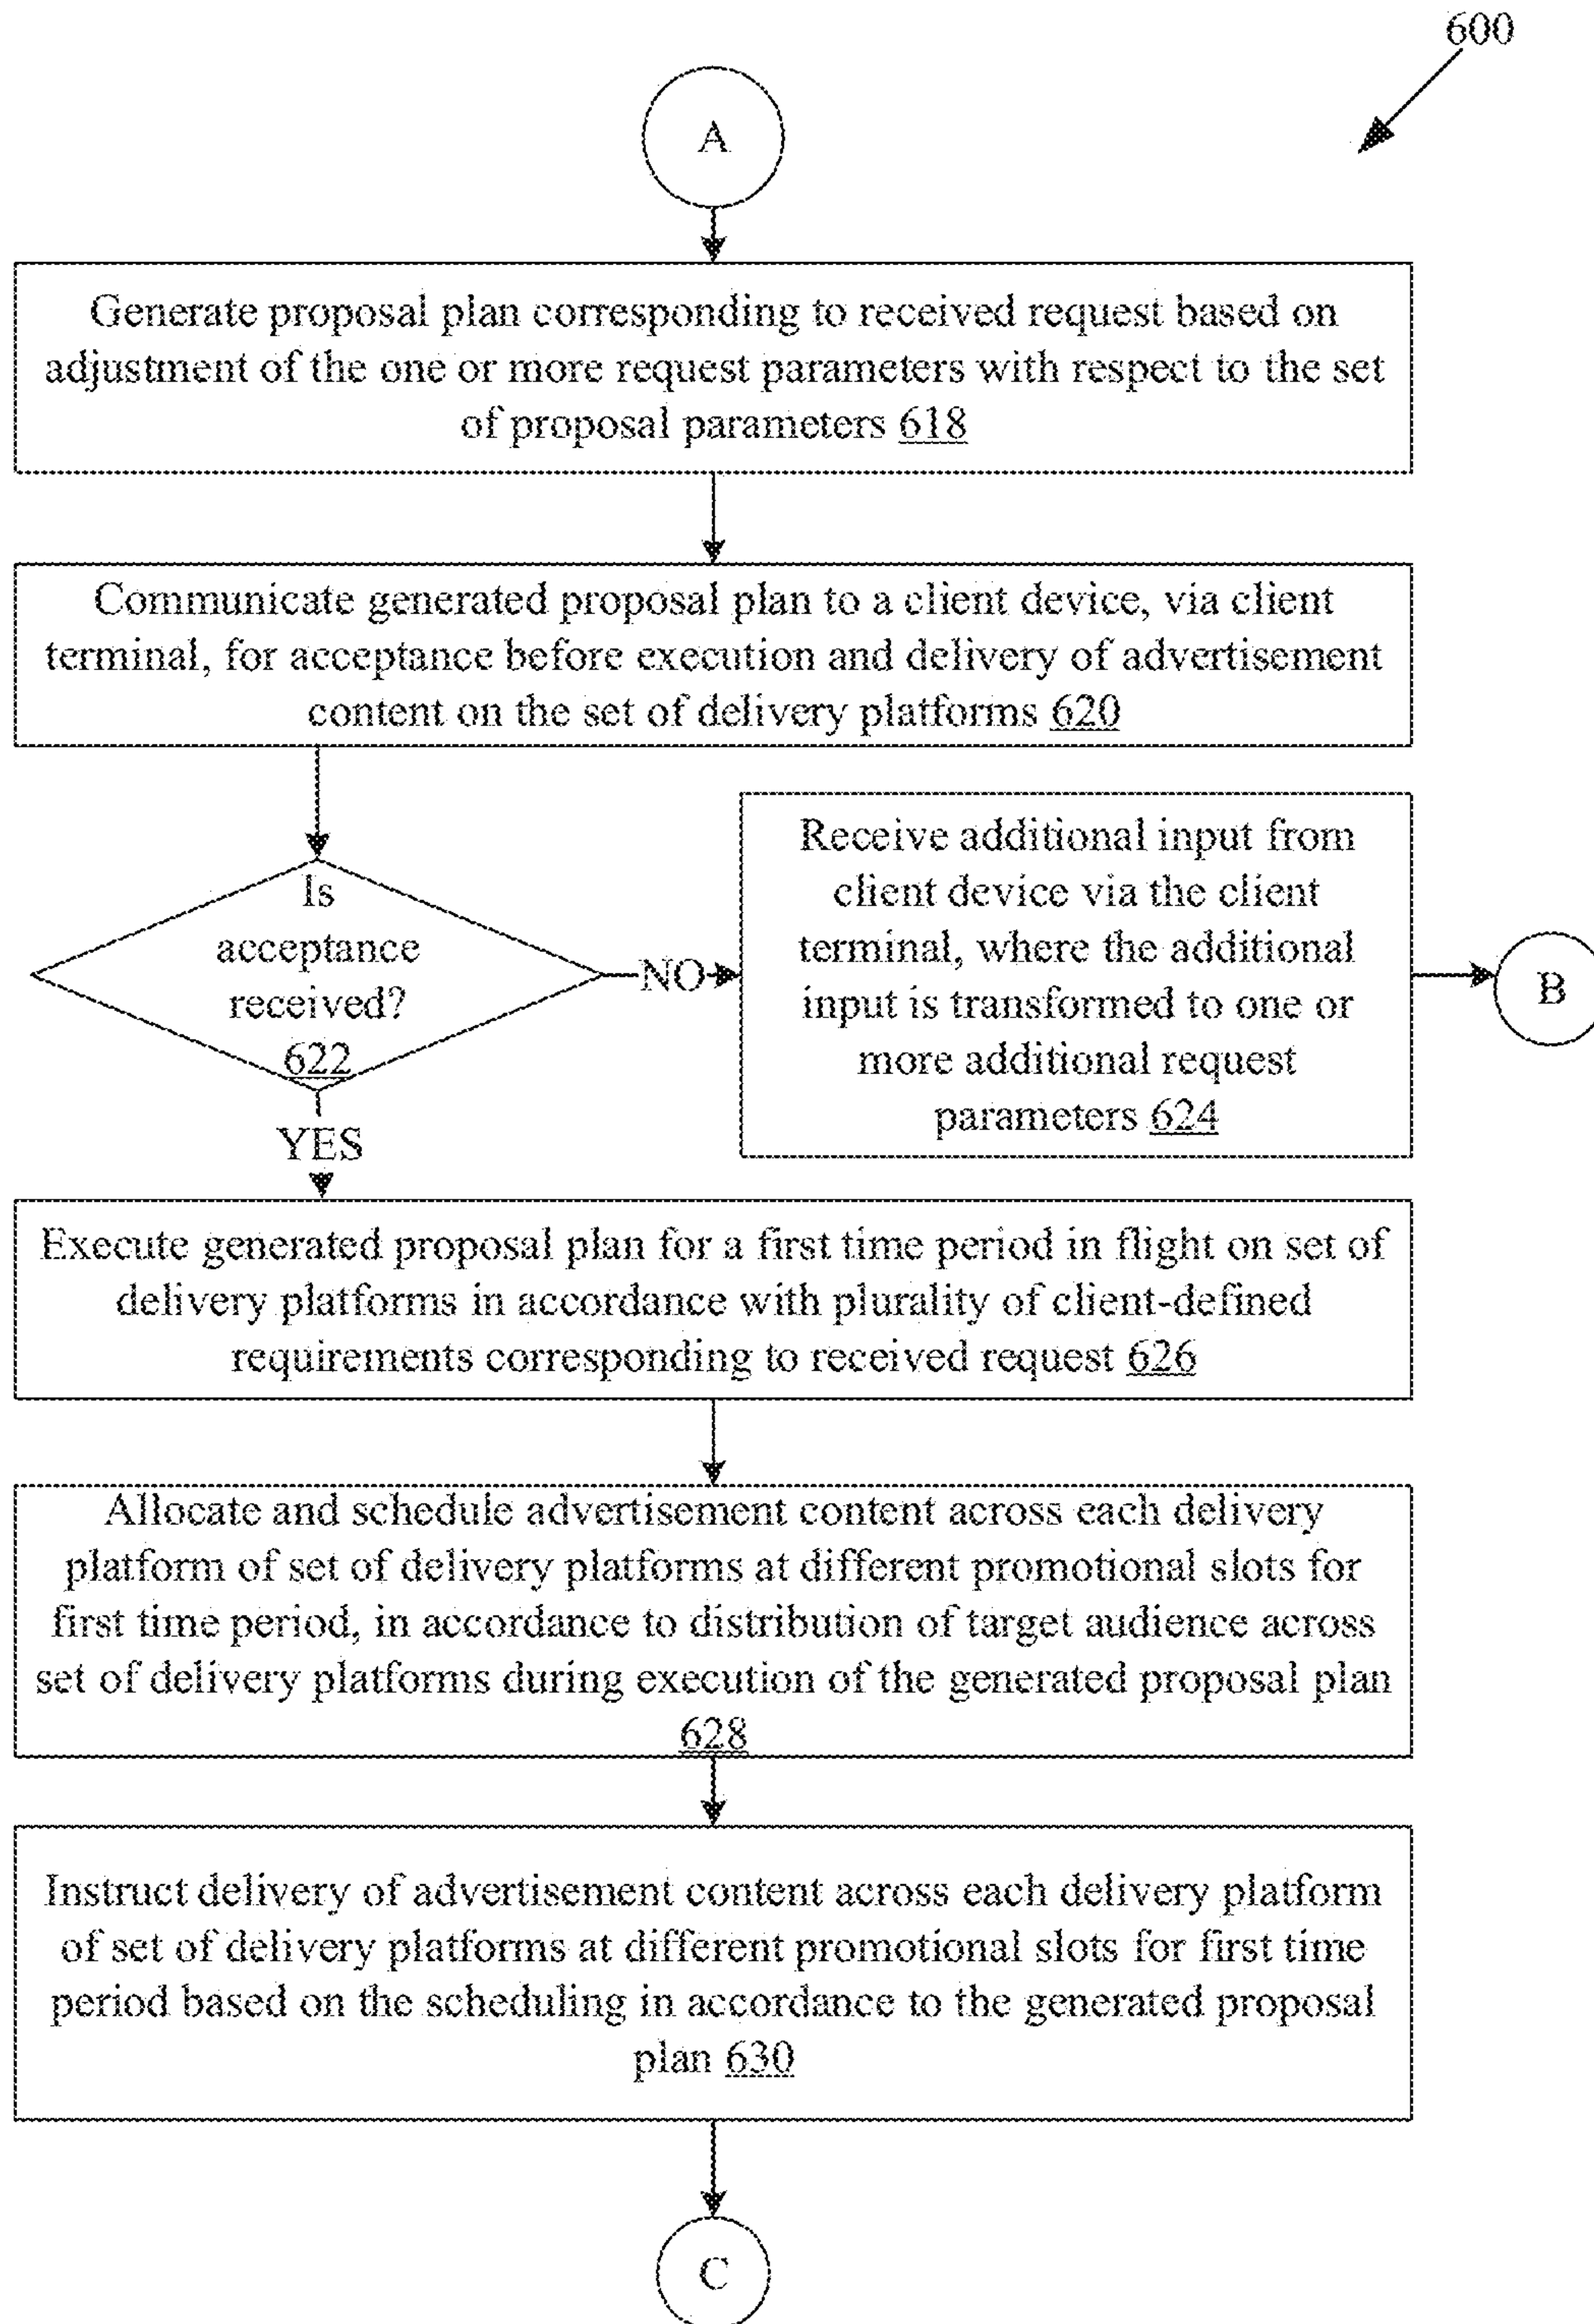 600
A
Generate proposal plan corresponding to received request based on
adjustment of the one or more request parameters with respect to the set
of proposal parameters 618
Communicate generated proposal plan to a client device, via client
terminal, for acceptance before execution and delivery of advertisement
content on the set of delivery platforms 620
Is
acceptance
received?
622
NO
Receive additional input from
client device via the client
terminal, where the additional
input is transformed to one or
more additional request
parameters 624
B
YES
Execute generated proposal plan for a first time period in flight on set of
delivery platforms in accordance with plurality of client-defined
requirements corresponding to received request 626
Allocate and schedule advertisement content across each delivery
platform of set of delivery platforms at different promotional slots for
first time period, in accordance to distribution of target audience across
set of delivery platforms during execution of the generated proposal plan
628
Instruct delivery of advertisement content across each delivery platform
of set of delivery platforms at different promotional slots for first time
period based on the scheduling in accordance to the generated proposal
plan 630
C